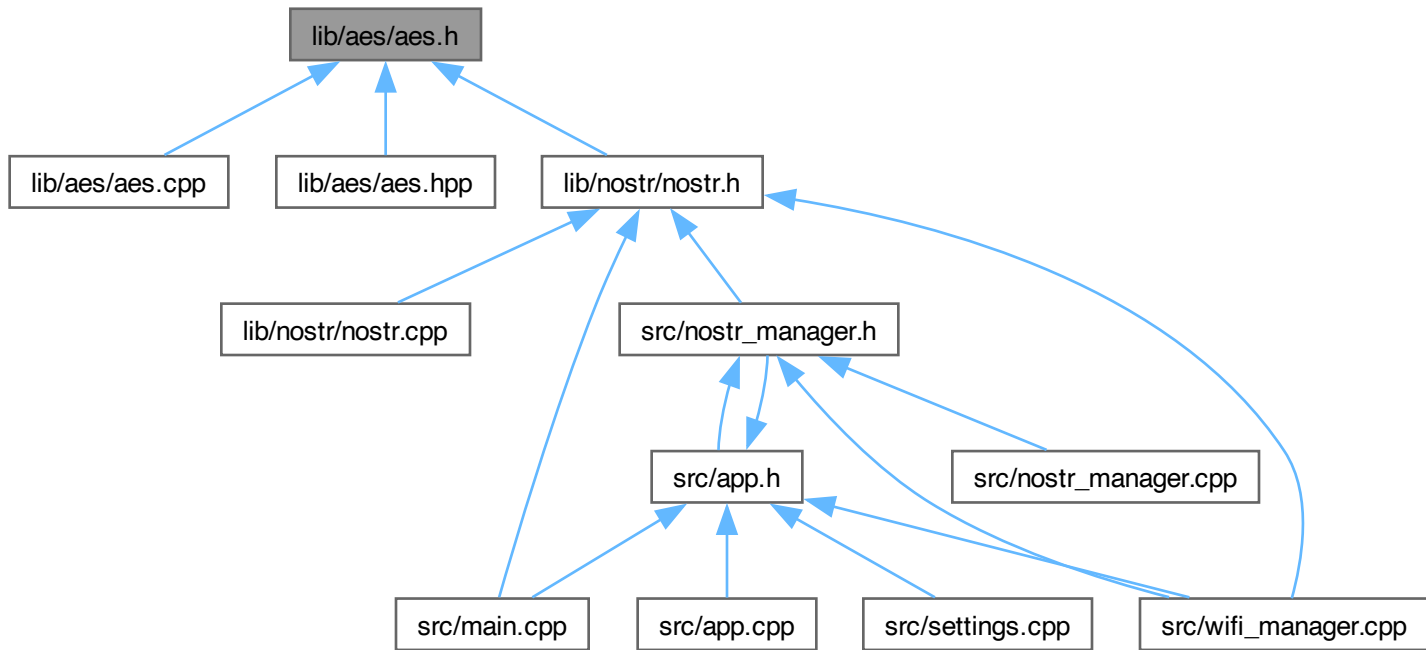 lib/aes/aes.h
lib/aes/aes.cpp
lib/aes/aes.hpp
lib/nostr/nostr.h
lib/nostr/nostr.cpp
src/nostr_manager.h
src/app.h
src/nostr_manager.cpp
src/main.cpp
src/app.cpp
src/settings.cpp
src/wifi_manager.cpp